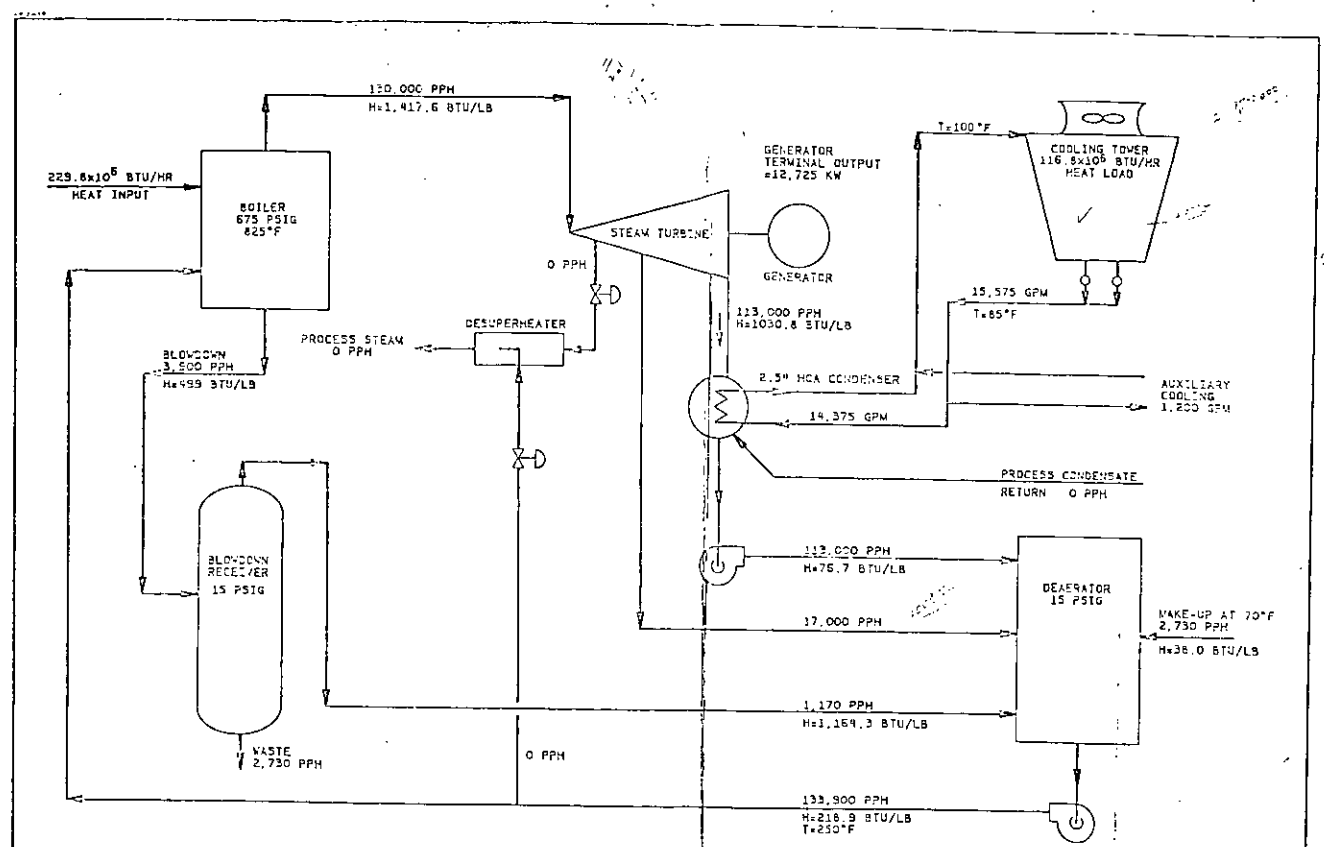 130,000 PPH
H=1,417.6 BTU/LB
229.8x10⁶ BTU/HR
HEAT INPUT
BOILER
675 PSIG
825°F
GENERATOR
TERMINAL OUTPUT
=12,725 KW
T=100°F
COOLING TOWER
116.8x10⁶ BTU/HR
HEAT LOAD
STEAM TURBINE
GENERATOR
0 PPH
15,575 GPM
T=85°F
113,000 PPH
H=1030.8 BTU/LB
DESUPERHEATER
PROCESS STEAM
0 PPH
BLOWDOWN
3,900 PPH
H=499 BTU/LB
2.5" HGA CONDENSER
14,375 GPM
AUXILIARY
COOLING
1,200 GPM
PROCESS CONDENSATE
RETURN 0 PPH
BLOWDOWN
RECEIVER
15 PSIG
113,000 PPH
H=76.7 BTU/LB
DEAERATOR
15 PSIG
17,000 PPH
MAKE-UP AT 70°F
2,730 PPH
H=38.0 BTU/LB
1,170 PPH
H=1,164.3 BTU/LB
WASTE
2,730 PPH
0 PPH
133,900 PPH
H=218.9 BTU/LB
T=250°F